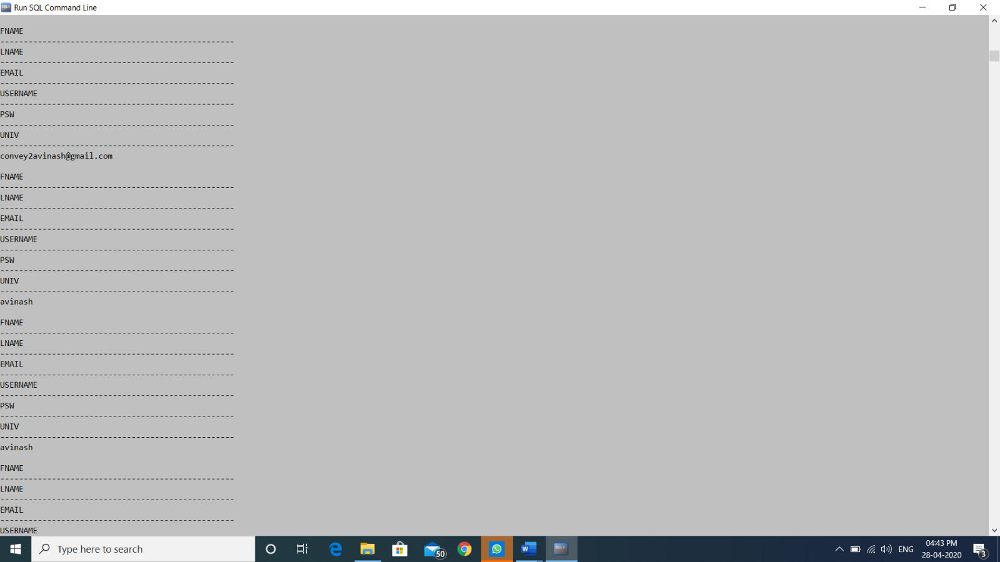 Run SQL Command Line
FNAME
--------------------------------------------------
LNAME
--------------------------------------------------
EMAIL
--------------------------------------------------
USERNAME
--------------------------------------------------
PSW
--------------------------------------------------
UNIV
--------------------------------------------------
convey2avinash@gmail.com
FNAME
--------------------------------------------------
LNAME
--------------------------------------------------
EMAIL
--------------------------------------------------
USERNAME
--------------------------------------------------
PSW
--------------------------------------------------
UNIV
--------------------------------------------------
avinash
FNAME
--------------------------------------------------
LNAME
--------------------------------------------------
EMAIL
--------------------------------------------------
USERNAME
--------------------------------------------------
PSW
--------------------------------------------------
UNIV
--------------------------------------------------
avinash
FNAME
--------------------------------------------------
LNAME
--------------------------------------------------
EMAIL
--------------------------------------------------
USERNAME
Type here to search
50
W
ENG
04:43 PM
28-04-2020
3